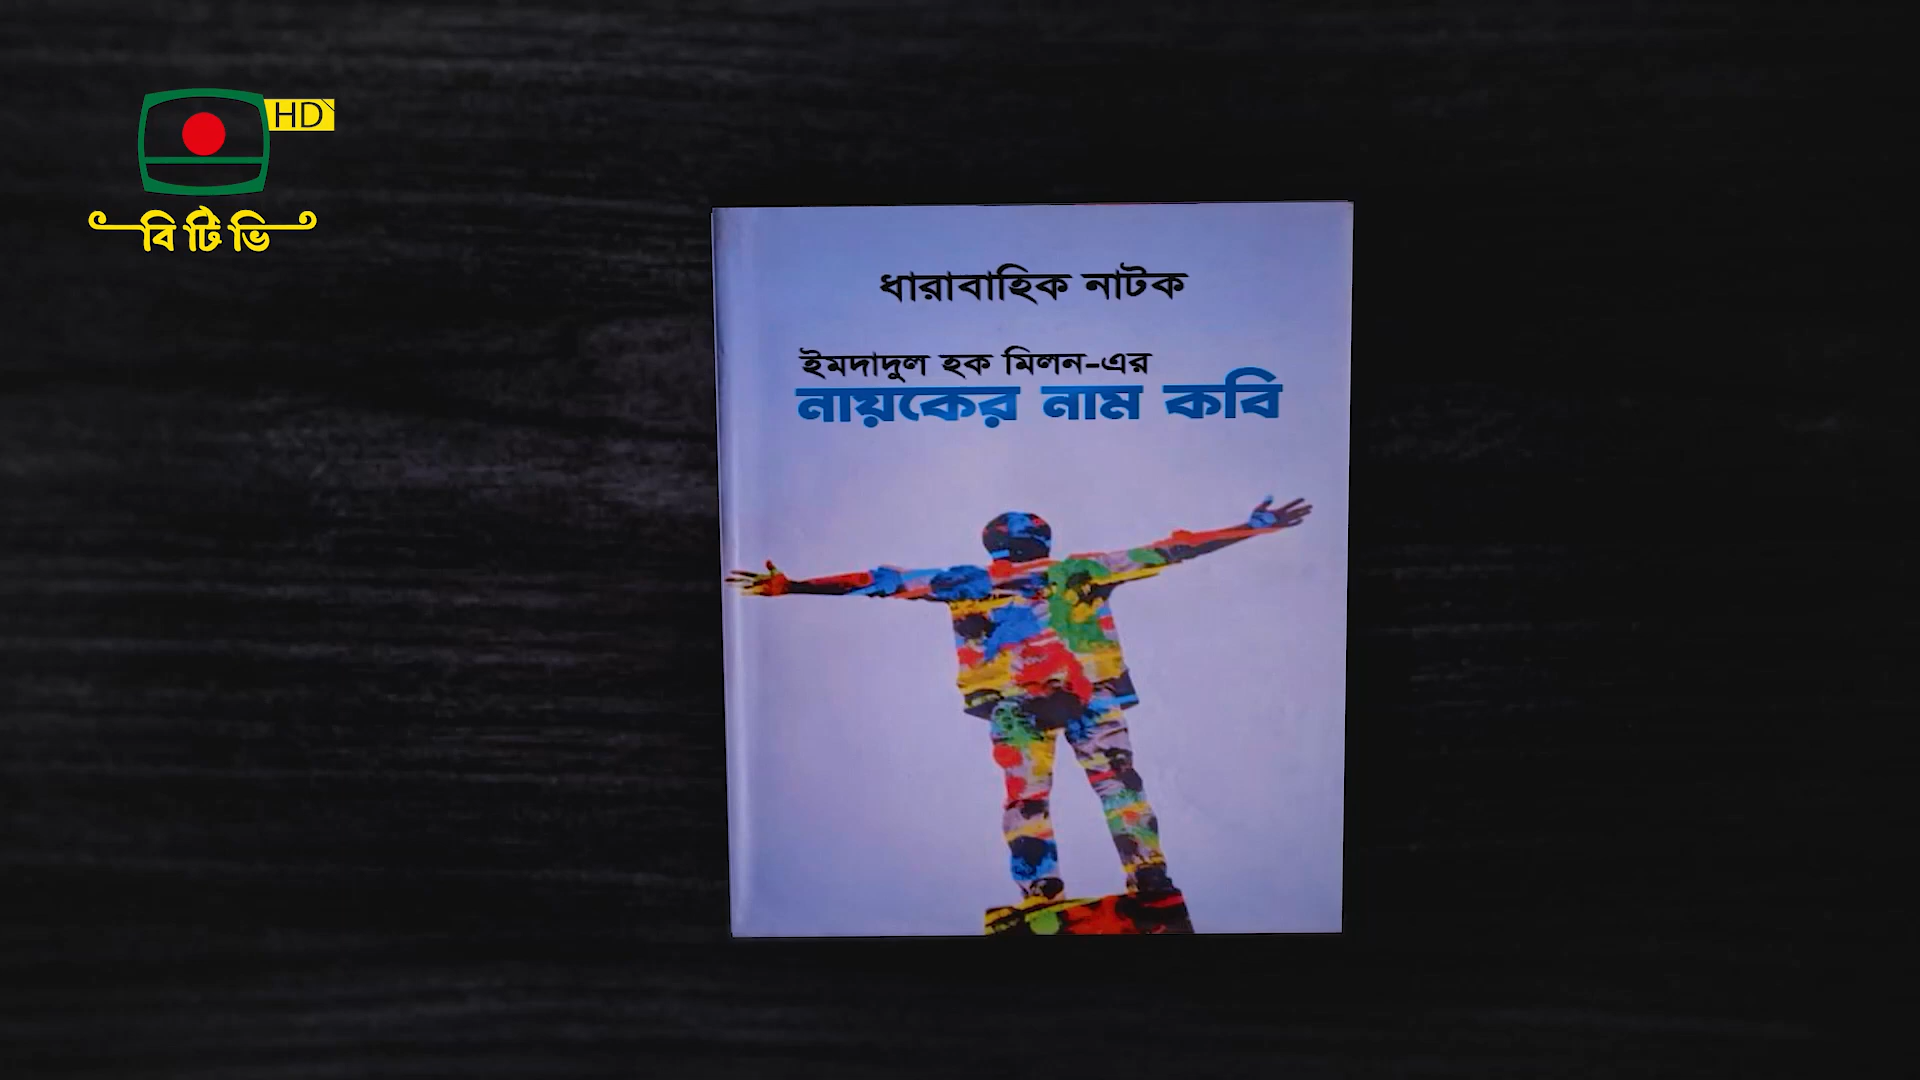 HD
বিটিভি
ধারাবাহিক নাটক
ইমদাদুল হক মিলন-এর
নায়কের নাম কবি